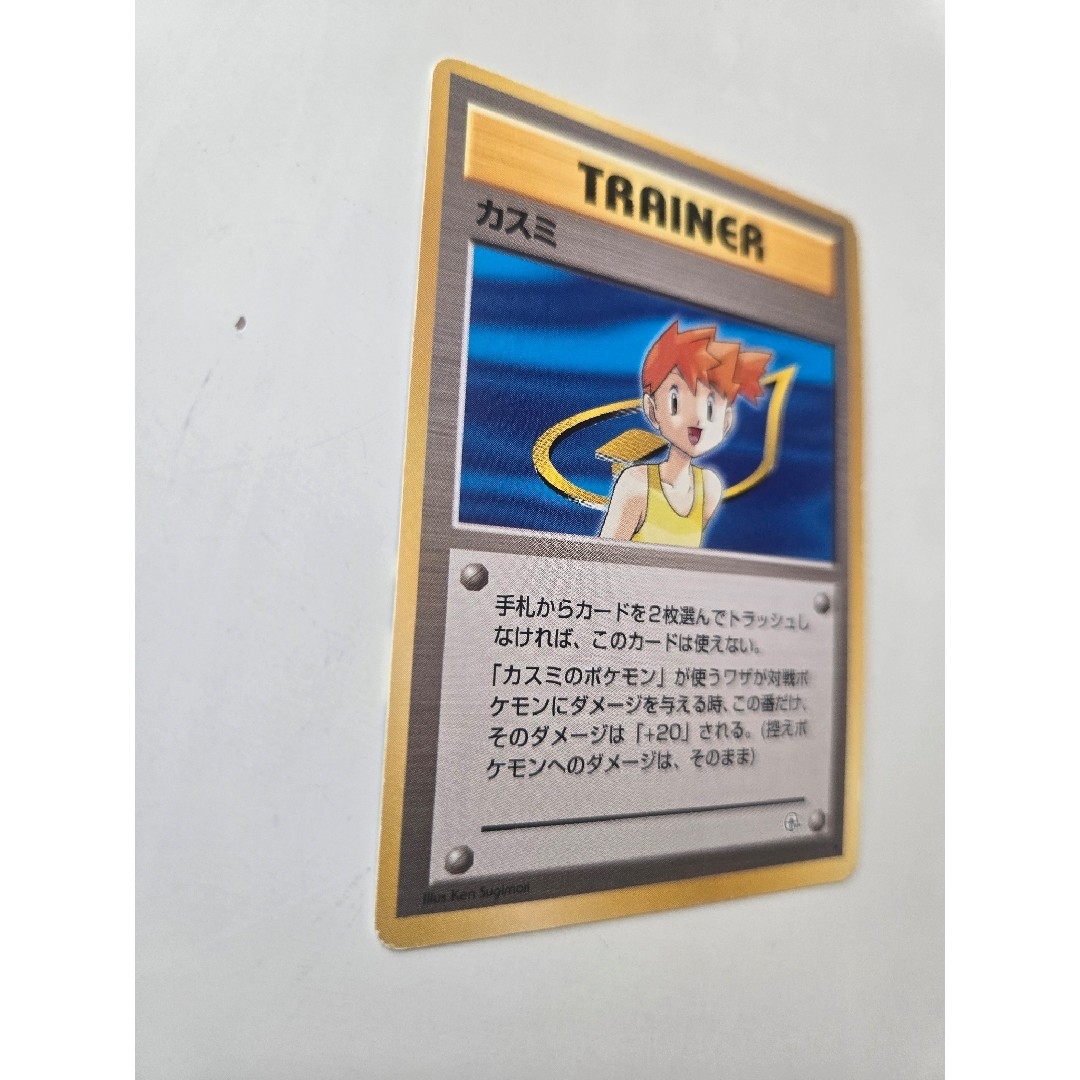 TRAINER
カスミ
手札からカードを2枚選んでトラッシュし
なければ、このカードは使えない。
「カスミのポケモン」が使うワザが対戦ポ
ケモンにダメージを与える時、この番だけ、
そのダメージは「+20」される。(控えポ
ケモンへのダメージは、そのまま)
Illus Ken Sugimori